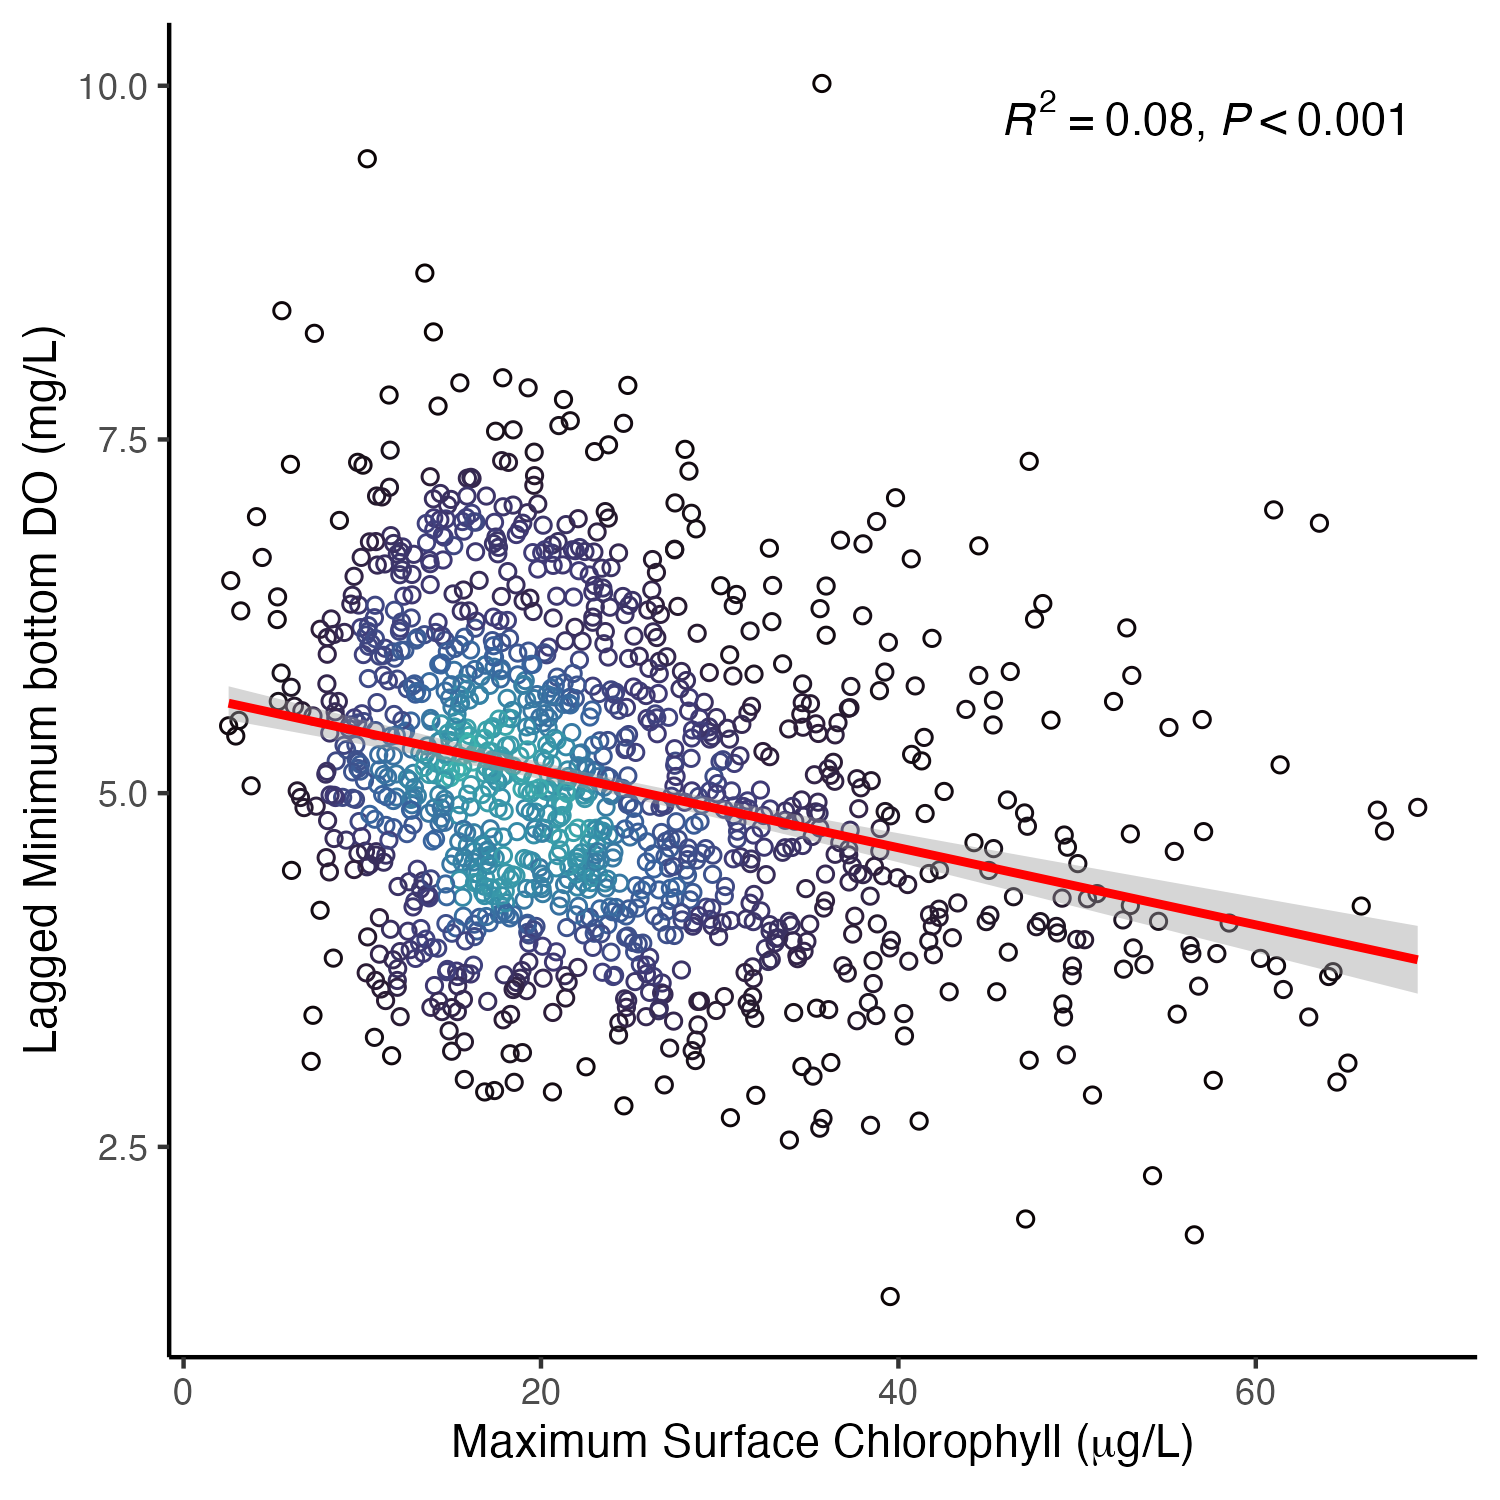 R² = 0.08, P < 0.001
Lagged Minimum bottom DO (mg/L)
10.0
7.5
5.0
2.5
0 20 40 60
Maximum Surface Chlorophyll (μg/L)